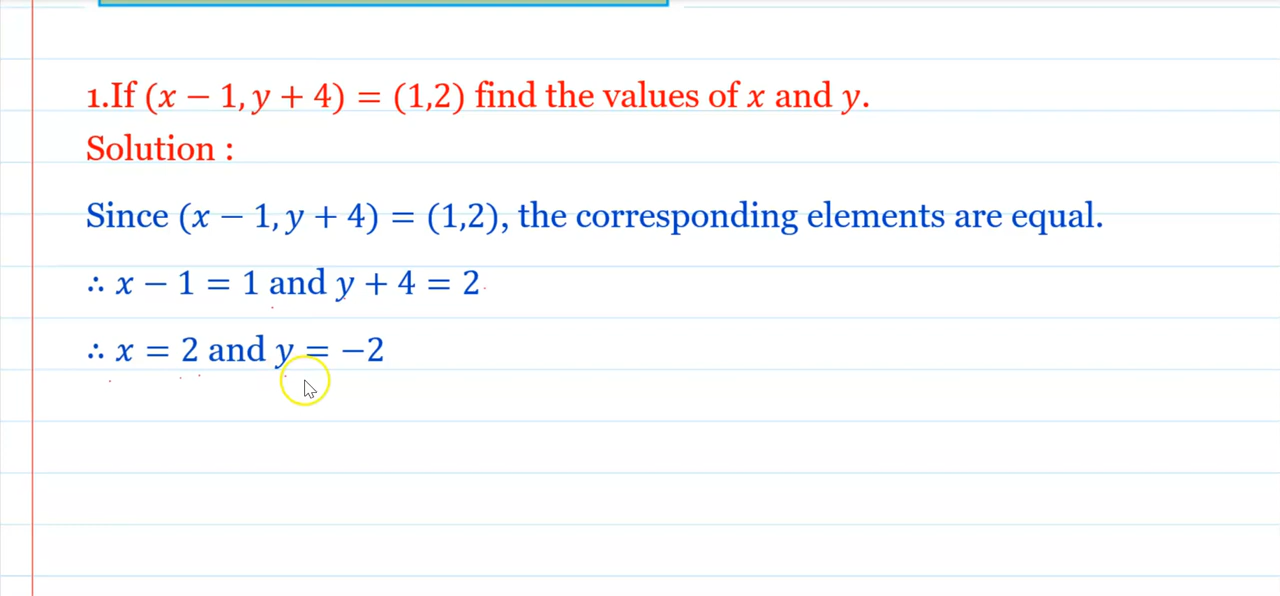 1.If (x − 1, y + 4) = (1,2) find the values of x and y.
Solution :
Since (x − 1, y + 4) = (1,2), the corresponding elements are equal.
∴ x − 1 = 1 and y + 4 = 2
∴ x = 2 and y = −2